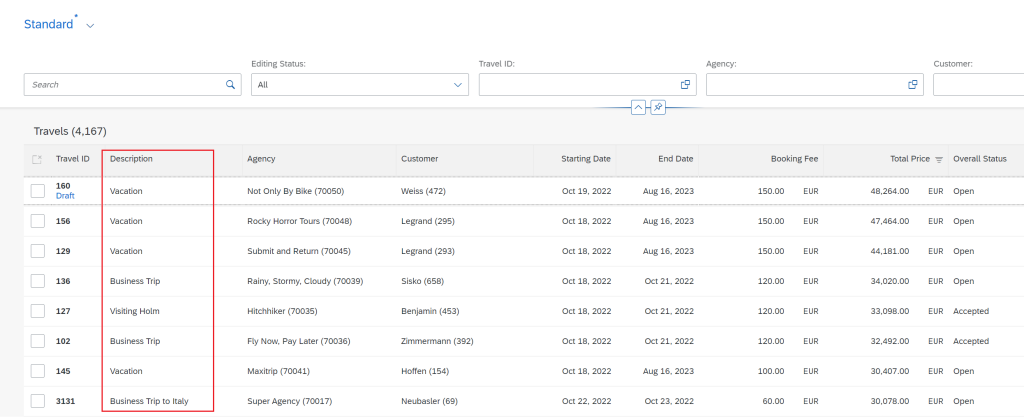 Standard*
Editing Status: Travel ID: Agency: Customer:
Search All
Travels (4,167)
Travel ID Description Agency Customer Starting Date End Date Booking Fee Total Price Overall Status
160 Vacation Not Only By Bike (70050) Weiss (472) Oct 19, 2022 Aug 16, 2023 150.00 EUR 48,264.00 EUR Open
Draft
156 Vacation Rocky Horror Tours (70048) Legrand (295) Oct 18, 2022 Aug 16, 2023 150.00 EUR 47,464.00 EUR Open
129 Vacation Submit and Return (70045) Legrand (293) Oct 18, 2022 Aug 16, 2023 150.00 EUR 44,181.00 EUR Open
136 Business Trip Rainy, Stormy, Cloudy (70039) Sisko (658) Oct 18, 2022 Oct 21, 2022 120.00 EUR 34,020.00 EUR Open
127 Visiting Holm Hitchhiker (70035) Benjamin (453) Oct 18, 2022 Oct 21, 2022 120.00 EUR 33,098.00 EUR Accepted
102 Business Trip Fly Now, Pay Later (70036) Zimmermann (392) Oct 18, 2022 Oct 21, 2022 120.00 EUR 32,492.00 EUR Accepted
145 Vacation Maxitrip (70041) Hoffen (154) Oct 18, 2022 Aug 16, 2023 100.00 EUR 30,407.00 EUR Open
3131 Business Trip to Italy Super Agency (70017) Neubasler (69) Oct 22, 2022 Oct 23, 2022 60.00 EUR 30,078.00 EUR Open